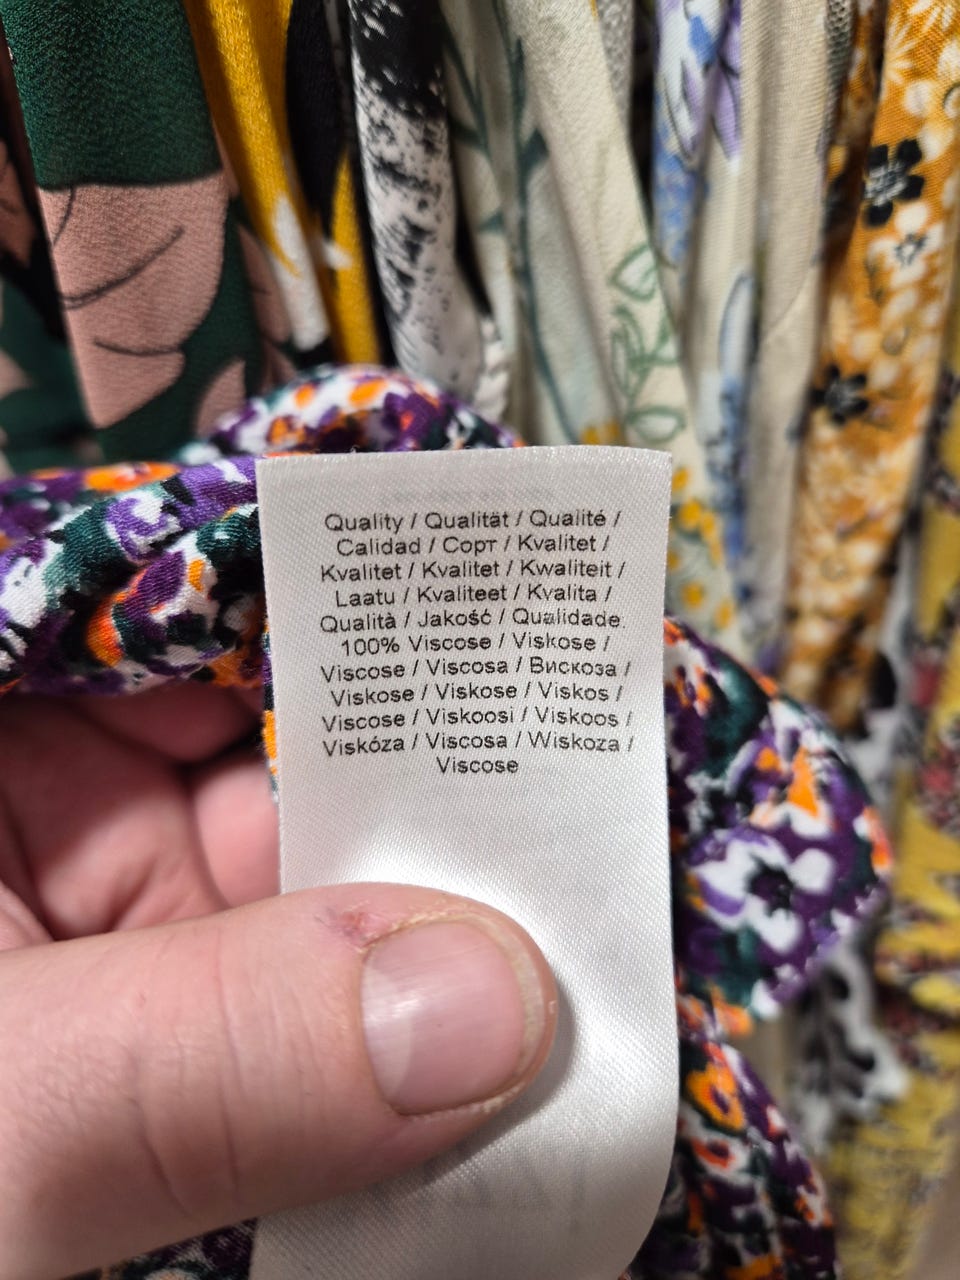 Quality / Qualität / Qualité /
Calidad / Сорт / Kvalitet /
Kvalitet / Kvalitet / Kwaliteit /
Laatu / Kvaliteet / Kvalita /
Qualità / Jakość / Qualidade.
100% Viscose / Viskose /
Viscose / Viscosa / Вискоза /
Viskose / Viskose / Viskos /
Viscose / Viskoosi / Viskoos /
Viskóza / Viscosa / Wiskoza /
Viscose